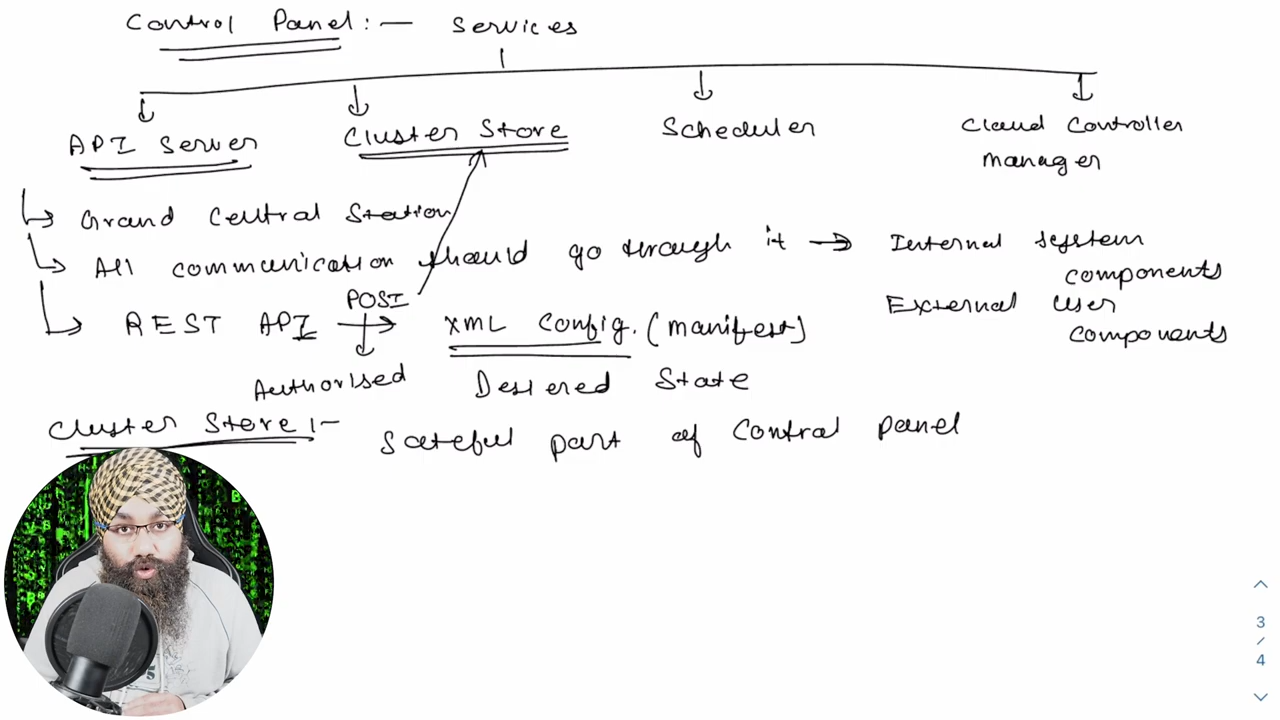 Control Panel :— Services
API Server Cluster Store Scheduler Cloud Controller
manager
Grand Central Station
All communication should go through it → Internal system
components
External User
components
POST
REST API → XML Config. (manifest)
Authorised Desiered State
Cluster Store :— Sateful part of Control panel
3
/
4